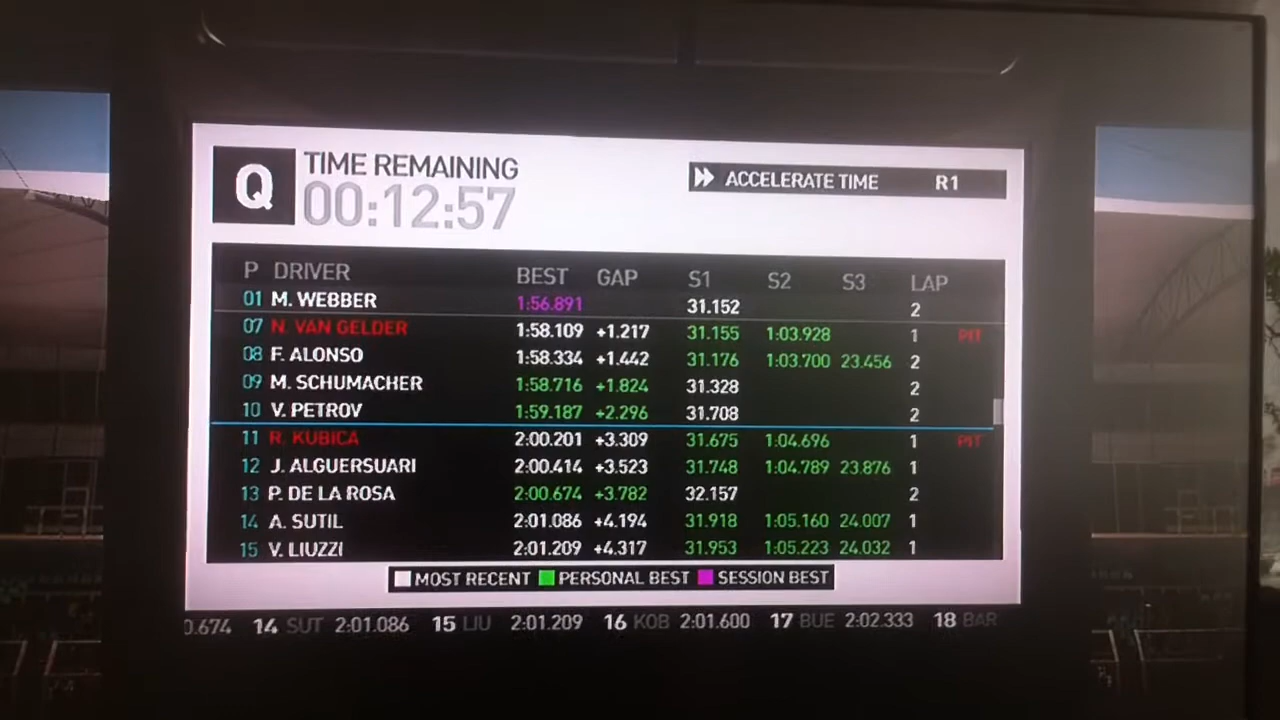 Q TIME REMAINING
00:12:57
ACCELERATE TIME R1
P DRIVER BEST GAP S1 S2 S3 LAP
01 M. WEBBER 1:56.891 31.152 2
07 N. VAN GELDER 1:58.109 +1.217 31.155 1:03.928 1 PIT
08 F. ALONSO 1:58.334 +1.442 31.176 1:03.700 23.456 2
09 M. SCHUMACHER 1:58.716 +1.824 31.328 2
10 V. PETROV 1:59.187 +2.296 31.708 2
11 R. KUBICA 2:00.201 +3.309 31.675 1:04.696 1 PIT
12 J. ALGUERSUARI 2:00.414 +3.523 31.748 1:04.789 23.876 1
13 P. DE LA ROSA 2:00.674 +3.782 32.157 2
14 A. SUTIL 2:01.086 +4.194 31.918 1:05.160 24.007 1
15 V. LIUZZI 2:01.209 +4.317 31.953 1:05.223 24.032 1
MOST RECENT PERSONAL BEST SESSION BEST
0.674 14 SUT 2:01.086 15 LIU 2:01.209 16 KOB 2:01.600 17 BUE 2:02.333 18 BAR